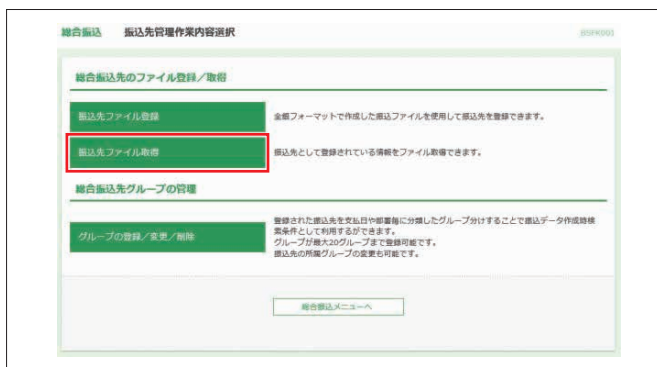 総合振込 振込先管理作業内容選択
BSFK001
総合振込先のファイル登録／取得
振込先ファイル登録
全銀フォーマットで作成した振込ファイルを使用して振込先を登録できます。
振込先ファイル取得
振込先として登録されている情報をファイル取得できます。
総合振込先グループの管理
グループの登録／変更／削除
登録された振込先を支払日や部署毎に分類したグループ分けすることで振込データ作成時検
索条件として利用するができます。
グループが最大20グループまで登録可能です。
振込先の所属グループの変更も可能です。
総合振込メニューへ